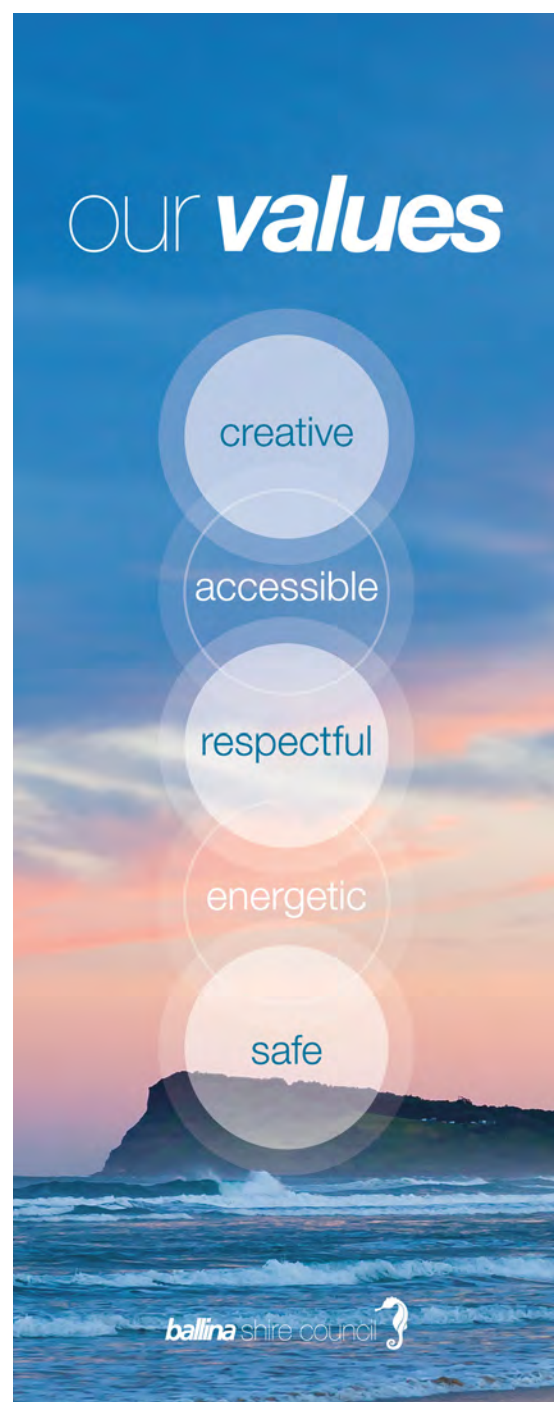 our values
creative
accessible
respectful
energetic
safe
ballina shire council